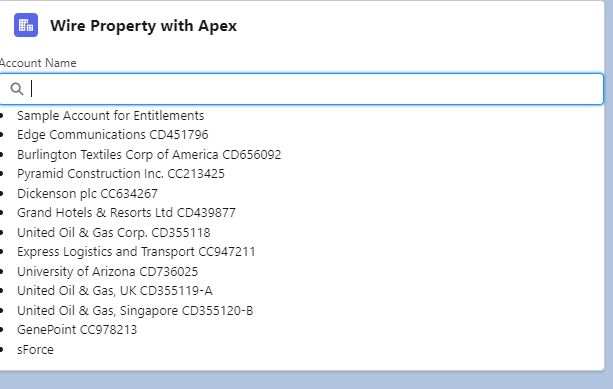 Wire Property with Apex
Account Name
Sample Account for Entitlements
Edge Communications CD451796
Burlington Textiles Corp of America CD656092
Pyramid Construction Inc. CC213425
Dickenson plc CC634267
Grand Hotels & Resorts Ltd CD439877
United Oil & Gas Corp. CD355118
Express Logistics and Transport CC947211
University of Arizona CD736025
United Oil & Gas, UK CD355119-A
United Oil & Gas, Singapore CD355120-B
GenePoint CC978213
sForce